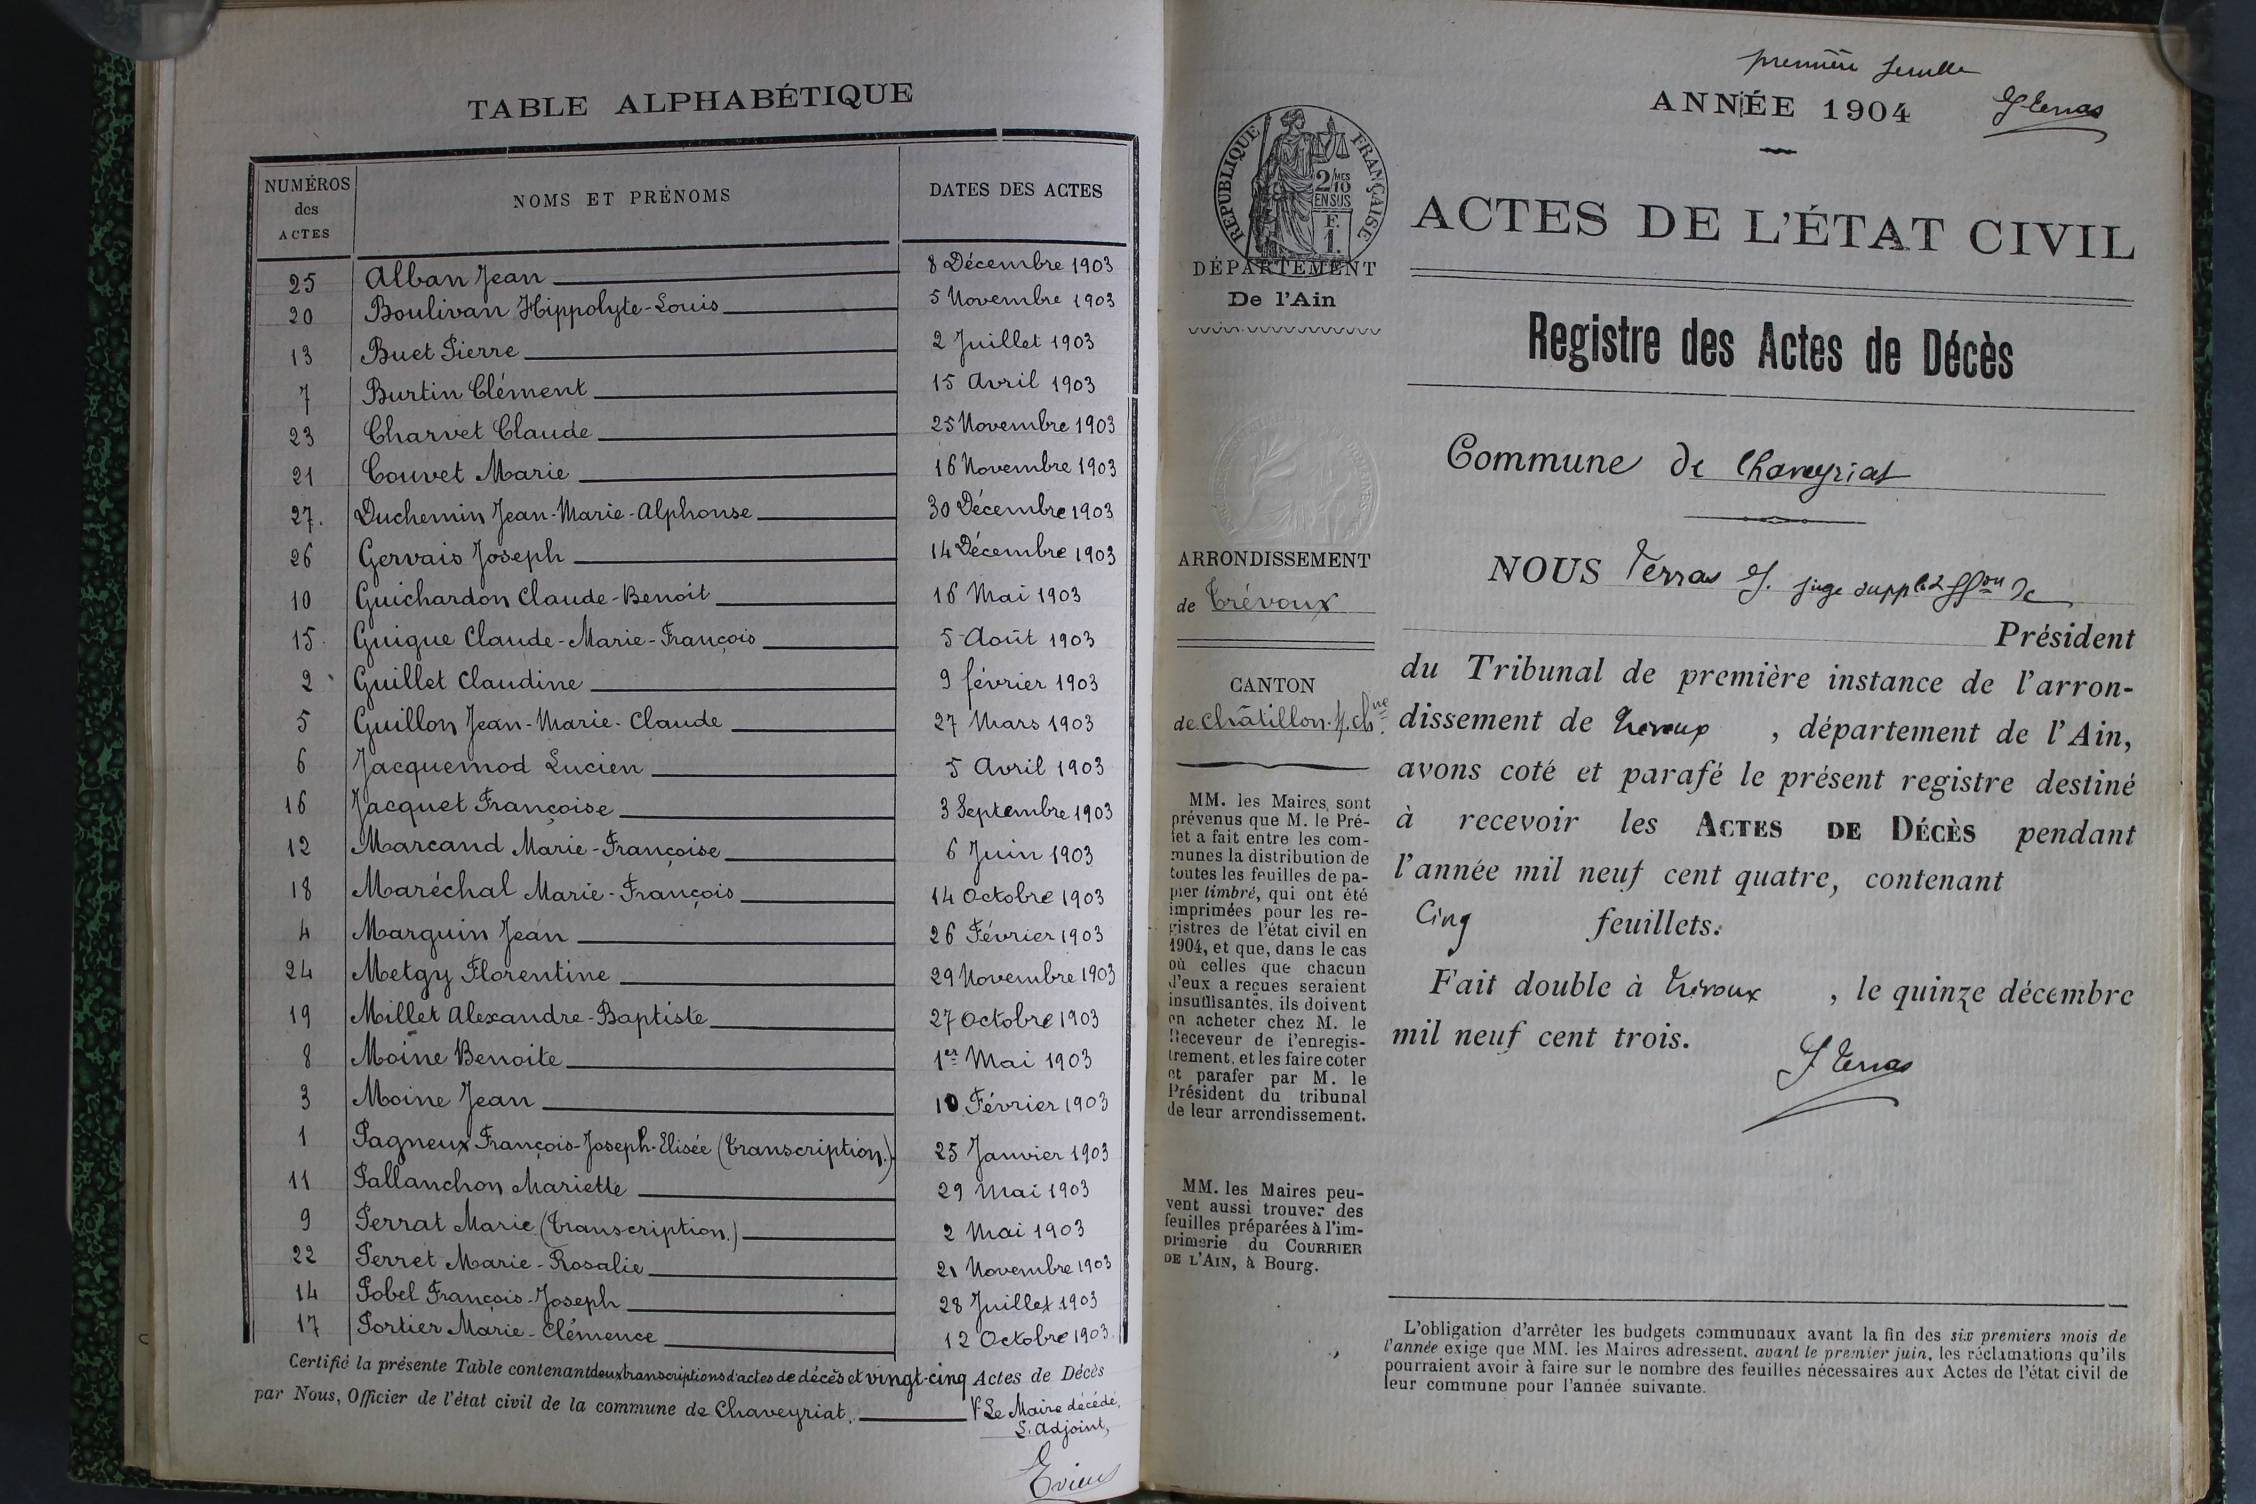 TABLE ALPHABÉTIQUE
NUMÉROS des ACTES NOMS ET PRÉNOMS DATES DES ACTES
25 Alban Jean 8 Décembre 1903
20 Boulivan Hippolyte-Louis 5 Novembre 1903
13 Buet Pierre 2 Juillet 1903
7 Burtin Clément 15 Avril 1903
23 Charvet Claude 25 Novembre 1903
21 Couvet Marie 16 Novembre 1903
27. Duchemin Jean-Marie-Alphonse 30 Décembre 1903
26 Gervais Joseph 14 Décembre 1903
10 Guichardon Claude-Benoit 16 Mai 1903
15. Guigue Claude-Marie-François 5 Août 1903
2 Guillet Claudine 9 février 1903
5 Guillon Jean-Marie-Claude 27 Mars 1903
6 Jacquemod Lucien 5 Avril 1903
16 Jacquet Françoise 3 Septembre 1903
12 Marcand Marie-Françoise 6 Juin 1903
18 Maréchal Marie-François 14 Octobre 1903
4 Marguin Jean 26 Février 1903
24 Metgy Florentine 29 Novembre 1903
19 Millet Alexandre-Baptiste 27 Octobre 1903
8 Moine Benoite 1er Mai 1903
3 Moine Jean 10 Février 1903
1 Pagneux François-Joseph-Elisée (Transcription.) 25 Janvier 1903
11 Pallanchon Mariette 29 Mai 1903
9 Perrat Marie (Transcription.) 2 Mai 1903
22 Perret Marie-Rosalie 21 Novembre 1903
14 Pobel François-Joseph 28 Juillet 1903
17 Portier Marie-Clémence 12 Octobre 1903.
Certifié la présente Table contenant deux transcriptions d'actes de décès et vingt-cinq Actes de Décès
par Nous, Officier de l'état civil de la commune de Chaveyriat.
Pr Le Maire décédé,
L. Adjoint,
première feuille
ANNÉE 1904
J Terras
RÉPUBLIQUE FRANÇAISE
2/10 MES
EN SUS
F.
1.
DÉPARTEMENT
De l'Ain
ARRONDISSEMENT
de Trévoux
CANTON
de Châtillon-s.-Chne
MM. les Maires sont
prévenus que M. le Pré-
fet a fait entre les com-
munes la distribution de
toutes les feuilles de pa-
pier timbré, qui ont été
imprimées pour les re-
gistres de l'état civil en
1904, et que, dans le cas
où celles que chacun
d'eux a reçues seraient
insuffisantes, ils doivent
en acheter chez M. le
Receveur de l'enregis-
trement, et les faire coter
et parafer par M. le
Président du tribunal
de leur arrondissement.
MM. les Maires peu-
vent aussi trouver des
feuilles préparées à l'im-
primerie du COURRIER
DE L'AIN, à Bourg.
ACTES DE L'ÉTAT CIVIL
Registre des Actes de Décès
Commune de Chaveyriat
NOUS Terras J. juge suppléant ffon de
Président
du Tribunal de première instance de l'arron-
dissement de Trévoux , département de l'Ain,
avons coté et parafé le présent registre destiné
à recevoir les ACTES DE DÉCÈS pendant
l'année mil neuf cent quatre, contenant
Cinq feuillets.
Fait double à Trévoux , le quinze décembre
mil neuf cent trois.
J Terras
L'obligation d'arrêter les budgets communaux avant la fin des six premiers mois de
l'année exige que MM. les Maires adressent, avant le premier juin, les réclamations qu'ils
pourraient avoir à faire sur le nombre des feuilles nécessaires aux Actes de l'état civil de
leur commune pour l'année suivante.